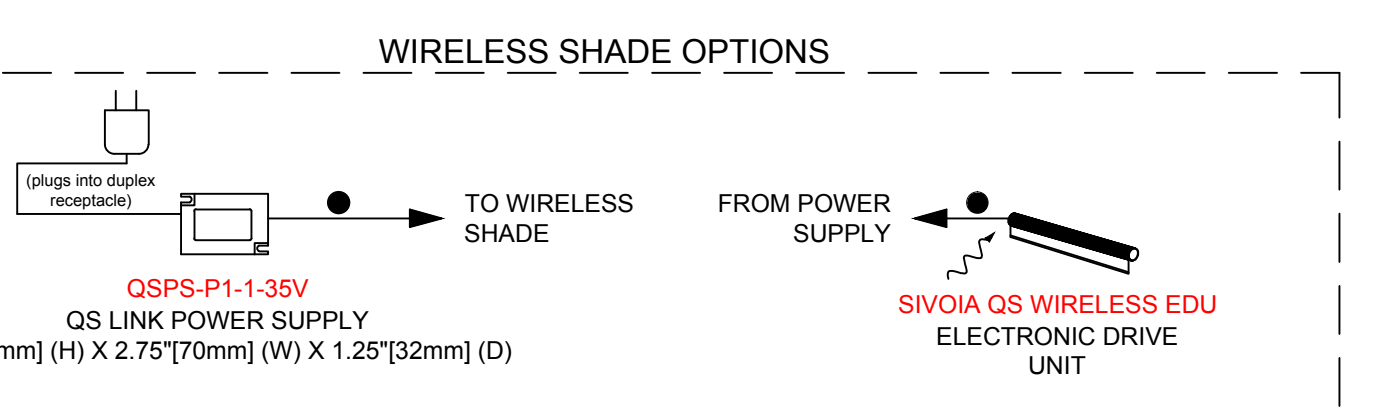 WIRELESS SHADE OPTIONS
(plugs into duplex
receptacle)
TO WIRELESS
SHADE
FROM POWER
SUPPLY
QSPS-P1-1-35V
QS LINK POWER SUPPLY
mm] (H) X 2.75"[70mm] (W) X 1.25"[32mm] (D)
SIVOIA QS WIRELESS EDU
ELECTRONIC DRIVE
UNIT